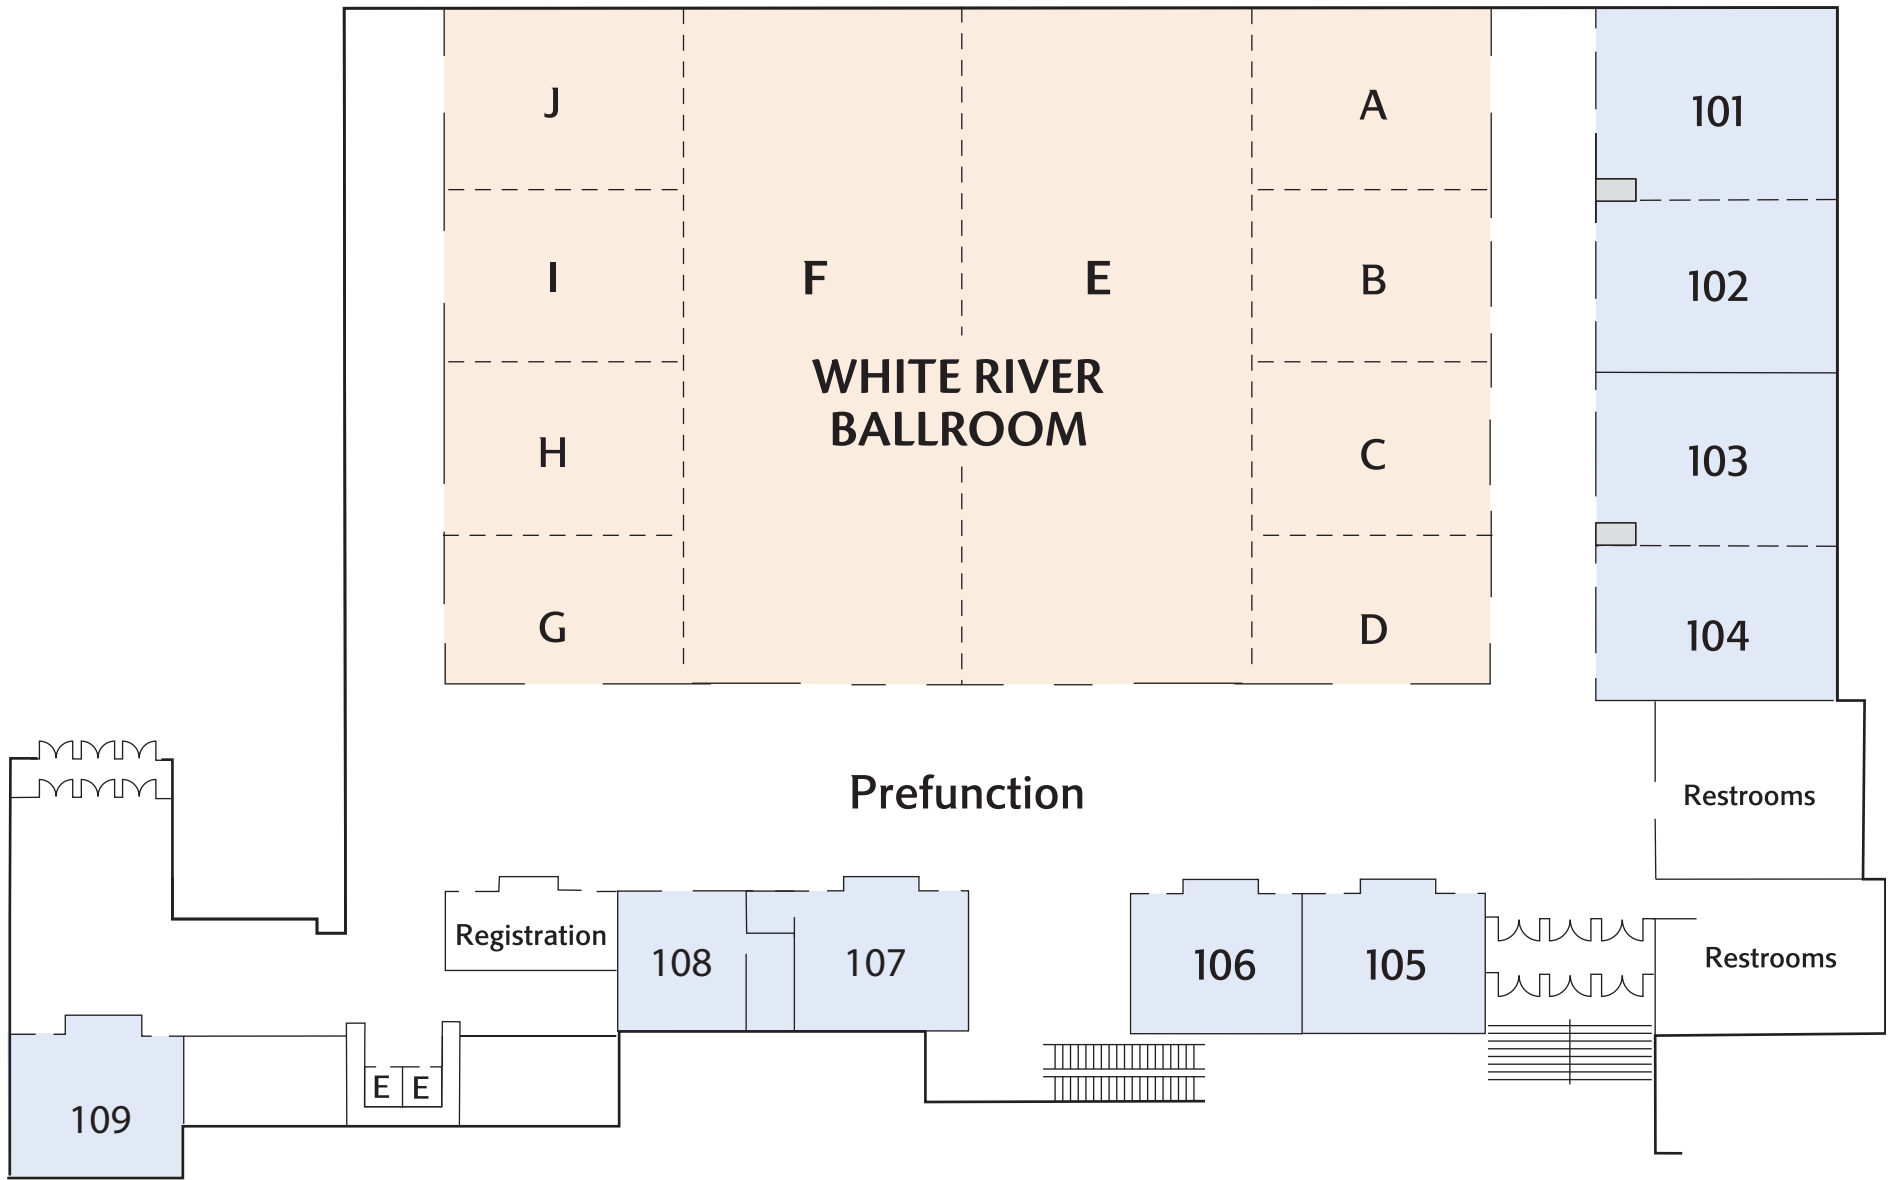 J
A
101
I
F
E
B
102
WHITE RIVER
BALLROOM
H
C
103
G
D
104
Prefunction
Restrooms
Registration
108
107
106
105
Restrooms
E
E
109